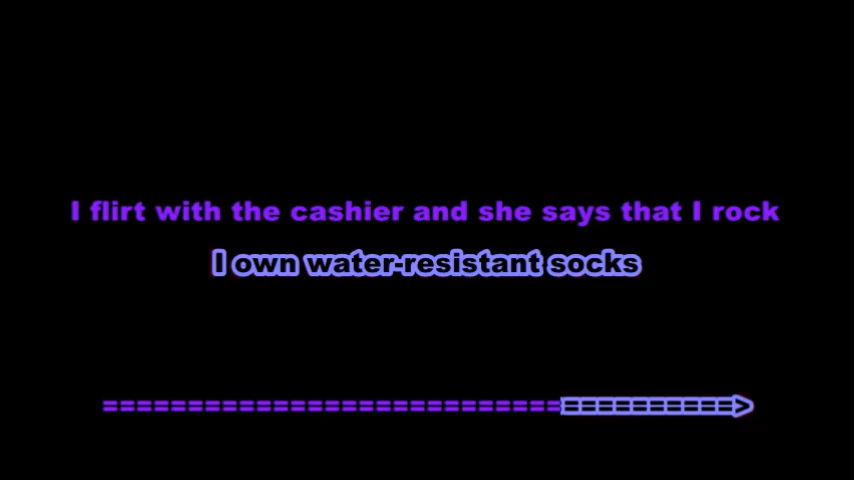 I flirt with the cashier and she says that I rock
I own water-resistant socks
=====================================>